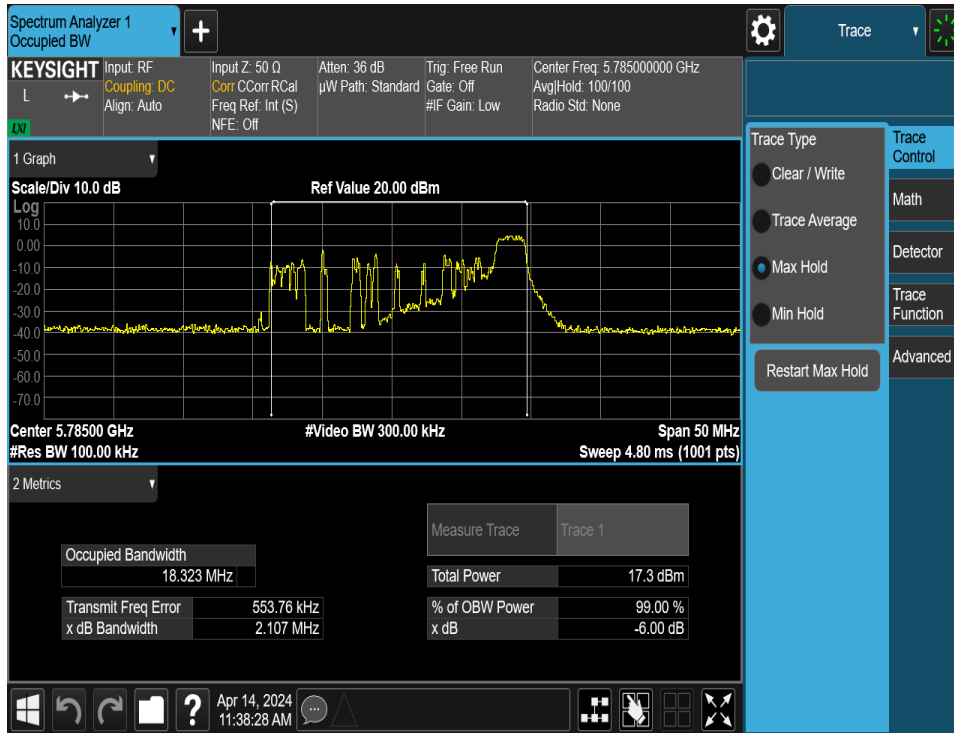 Spectrum Analyzer 1
Occupied BW
+
Trace
KEYSIGHT
L
LXI
Input: RF
Coupling: DC
Align: Auto
Input Z: 50 Ω
Corr CCorr RCal
Freq Ref: Int (S)
NFE: Off
Atten: 36 dB
µW Path: Standard
Trig: Free Run
Gate: Off
#IF Gain: Low
Center Freq: 5.785000000 GHz
Avg|Hold: 100/100
Radio Std: None
1 Graph
Scale/Div 10.0 dB
Ref Value 20.00 dBm
Log
10.0
0.00
-10.0
-20.0
-30.0
-40.0
-50.0
-60.0
-70.0
Center 5.78500 GHz
#Video BW 300.00 kHz
Span 50 MHz
#Res BW 100.00 kHz
Sweep 4.80 ms (1001 pts)
2 Metrics
Measure Trace
Trace 1
Occupied Bandwidth
18.323 MHz
Total Power
17.3 dBm
Transmit Freq Error
553.76 kHz
% of OBW Power
99.00 %
x dB Bandwidth
2.107 MHz
x dB
-6.00 dB
Trace Type
Clear / Write
Trace Average
Max Hold
Min Hold
Restart Max Hold
Trace
Control
Math
Detector
Trace
Function
Advanced
?
Apr 14, 2024
11:38:28 AM